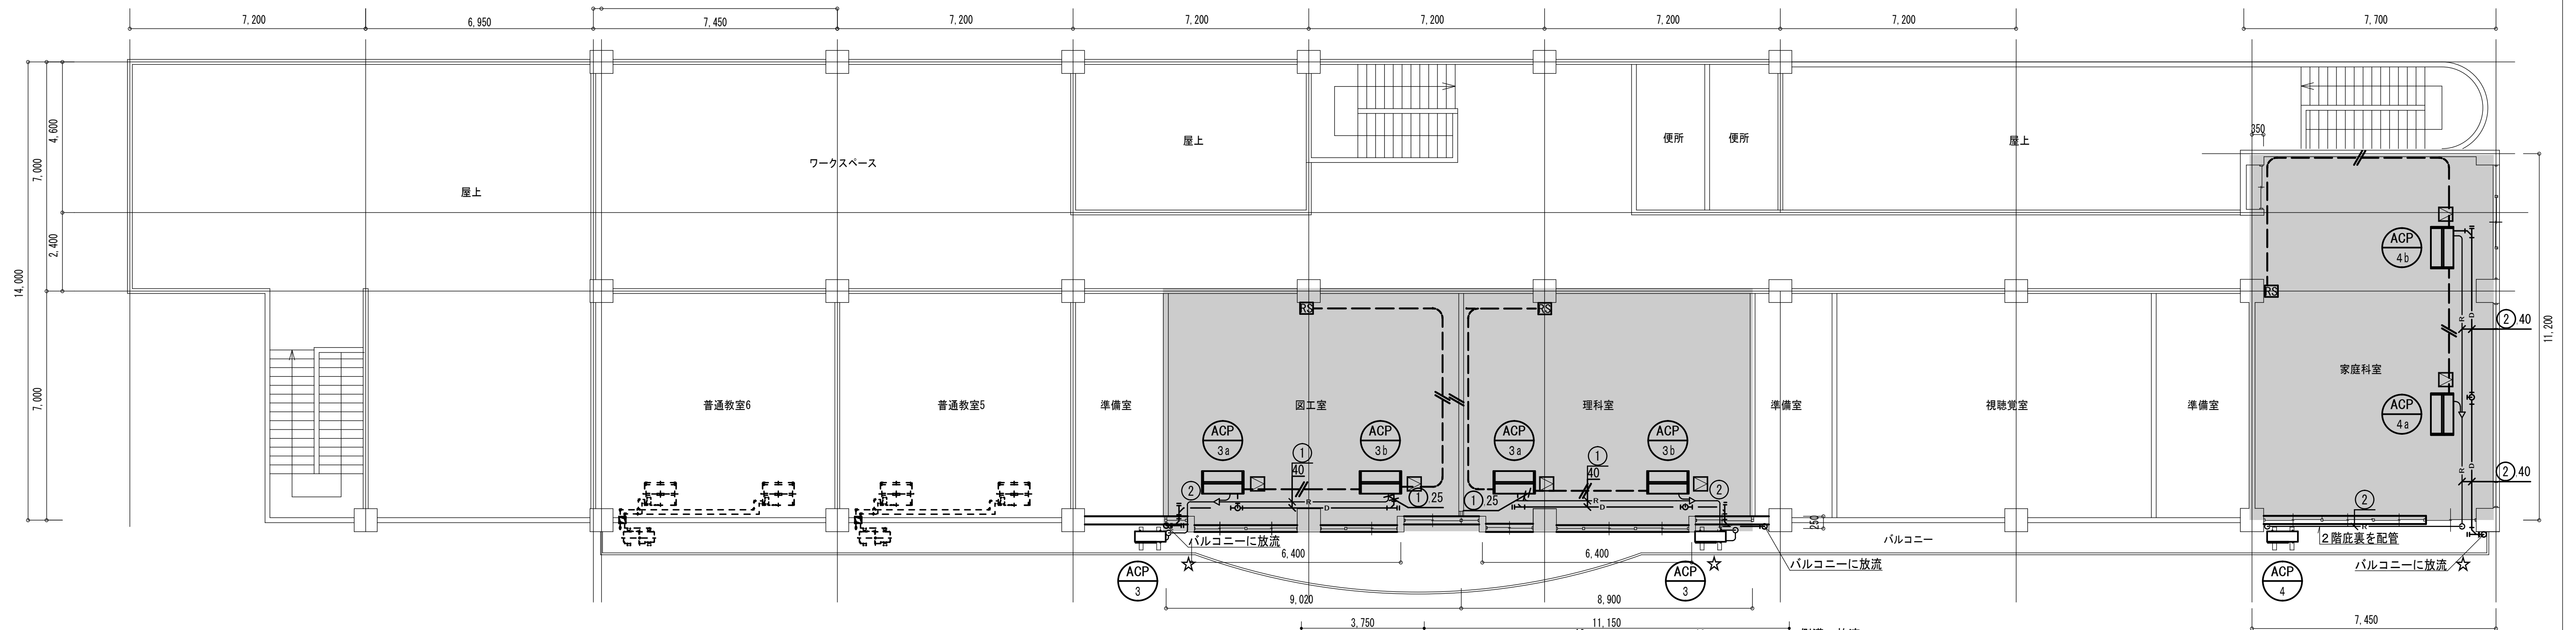 7,200
6,950
7,450
7,200
7,200
7,200
7,200
7,200
7,700
14,000
7,000
4,600
2,400
7,000
350
11,200
屋上
ワークスペース
屋上
便所
便所
屋上
ACP
4b
RS
RS
RS
② 40
家庭科室
普通教室6
普通教室5
準備室
図工室
理科室
準備室
視聴覚室
準備室
ACP
4a
ACP
3a
ACP
3b
ACP
3a
ACP
3b
①
40
①
40
② 40
R
D
R
D
②
①.25
①.25
②
②
R
D
R
D
R
バルコニーに放流
250
バルコニー
2階庇裏を配管
6,400
6,400
☆
☆
バルコニーに放流
バルコニーに放流
☆
ACP
3
ACP
3
ACP
4
9,020
8,900
3,750
11,150
7,450